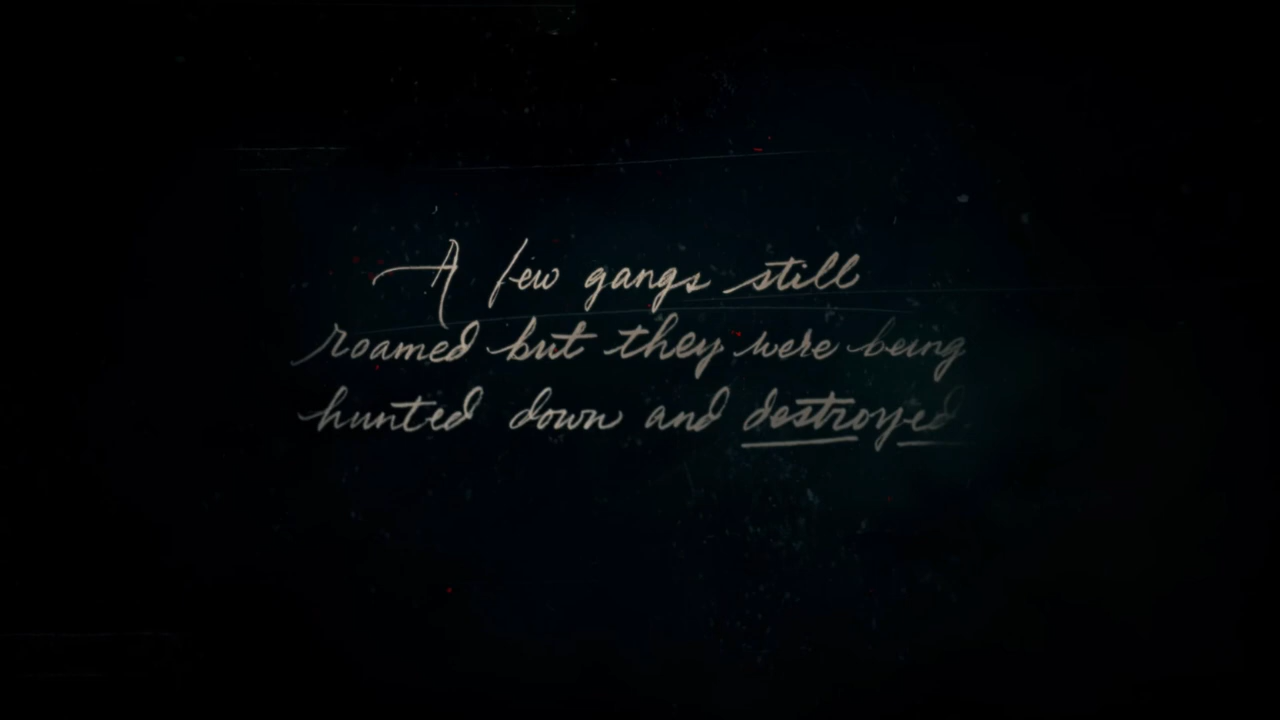 A few gangs still
roamed but they were being
hunted down and destroyed.